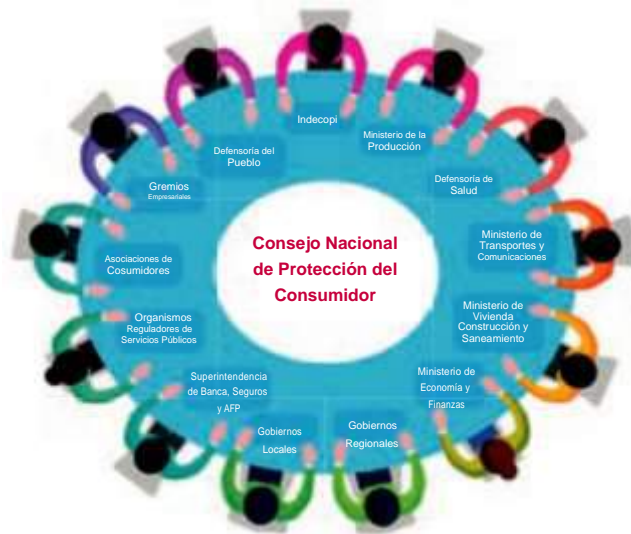 Indecopi
Ministerio de la
Producción
Defensoría de
Salud
Ministerio de
Transportes y
Comunicaciones
Ministerio de
Vivienda
Construcción y
Saneamiento
Ministerio de
Economía y
Finanzas
Gobiernos
Regionales
Gobiernos
Locales
Superintendencia
de Banca, Seguros
y AFP
Organismos
Reguladores de
Servicios Públicos
Asociaciones de
Cosumidores
Gremios
Empresariales
Defensoría del
Pueblo
Consejo Nacional
de Protección del
Consumidor